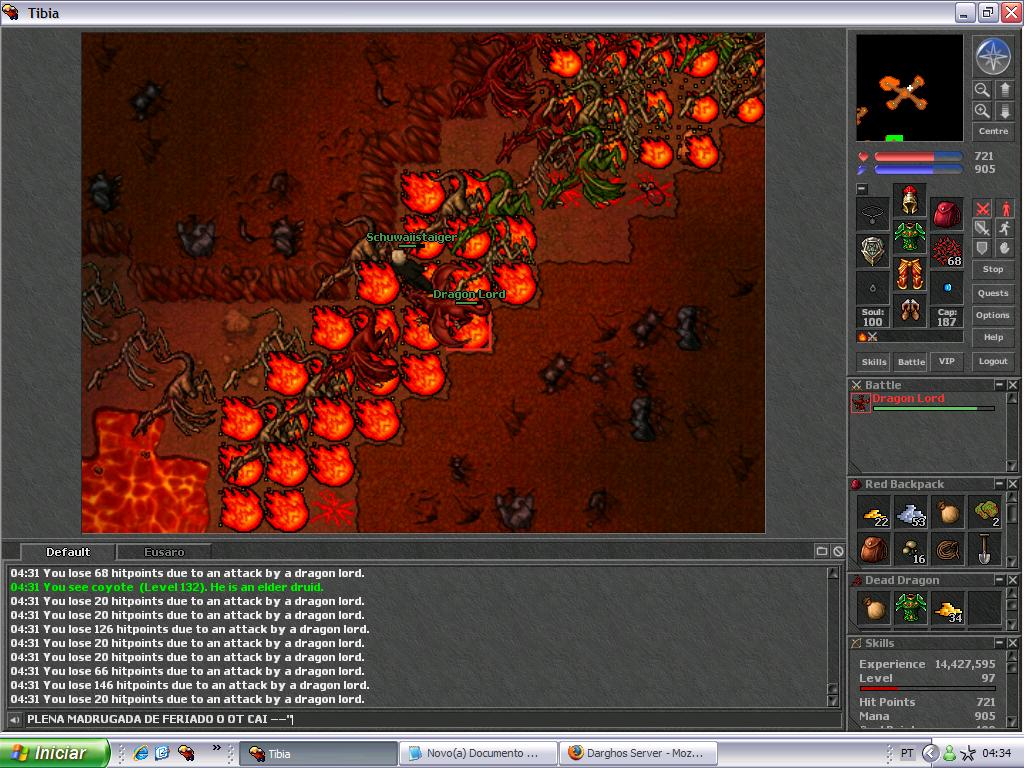 Tibia
Schuwaiistaiger
Dragon Lord
Centre
721
905
68
Soul:
100
Cap:
187
Stop
Quests
Options
Help
Skills
Battle
VIP
Logout
Battle
Dragon Lord
Red Backpack
22
53
2
16
Dead Dragon
34
Skills
Experience 14,427,595
Level 97
Hit Points 721
Mana 905
Default
Eusaro
04:31 You lose 68 hitpoints due to an attack by a dragon lord.
04:31 You see coyote (Level 132). He is an elder druid.
04:31 You lose 20 hitpoints due to an attack by a dragon lord.
04:31 You lose 20 hitpoints due to an attack by a dragon lord.
04:31 You lose 126 hitpoints due to an attack by a dragon lord.
04:31 You lose 20 hitpoints due to an attack by a dragon lord.
04:31 You lose 20 hitpoints due to an attack by a dragon lord.
04:31 You lose 66 hitpoints due to an attack by a dragon lord.
04:31 You lose 146 hitpoints due to an attack by a dragon lord.
04:31 You lose 20 hitpoints due to an attack by a dragon lord.
PLENA MADRUGADA DE FERIADO O OT CAI --"
Iniciar
Tibia
Novo(a) Documento ...
Darghos Server - Moz...
PT
04:34